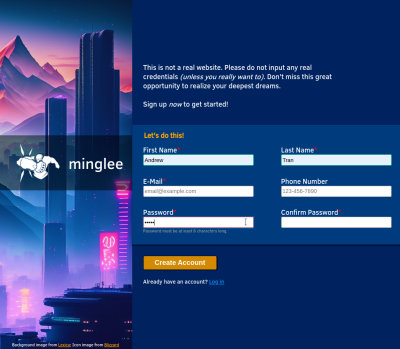 This is not a real website. Please do not input any real
credentials (unless you really want to). Don't miss this great
opportunity to realize your deepest dreams.
Sign up now to get started!
minglee
Let's do this!
First Name*
Last Name*
Andrew
Tran
E-Mail*
Phone Number
email@example.com
123-456-7890
Password*
Confirm Password*
•••••
Password must be at least 6 characters long.
Create Account
Already have an account? Log in
Background image from Lexica Icon image from Blizzard